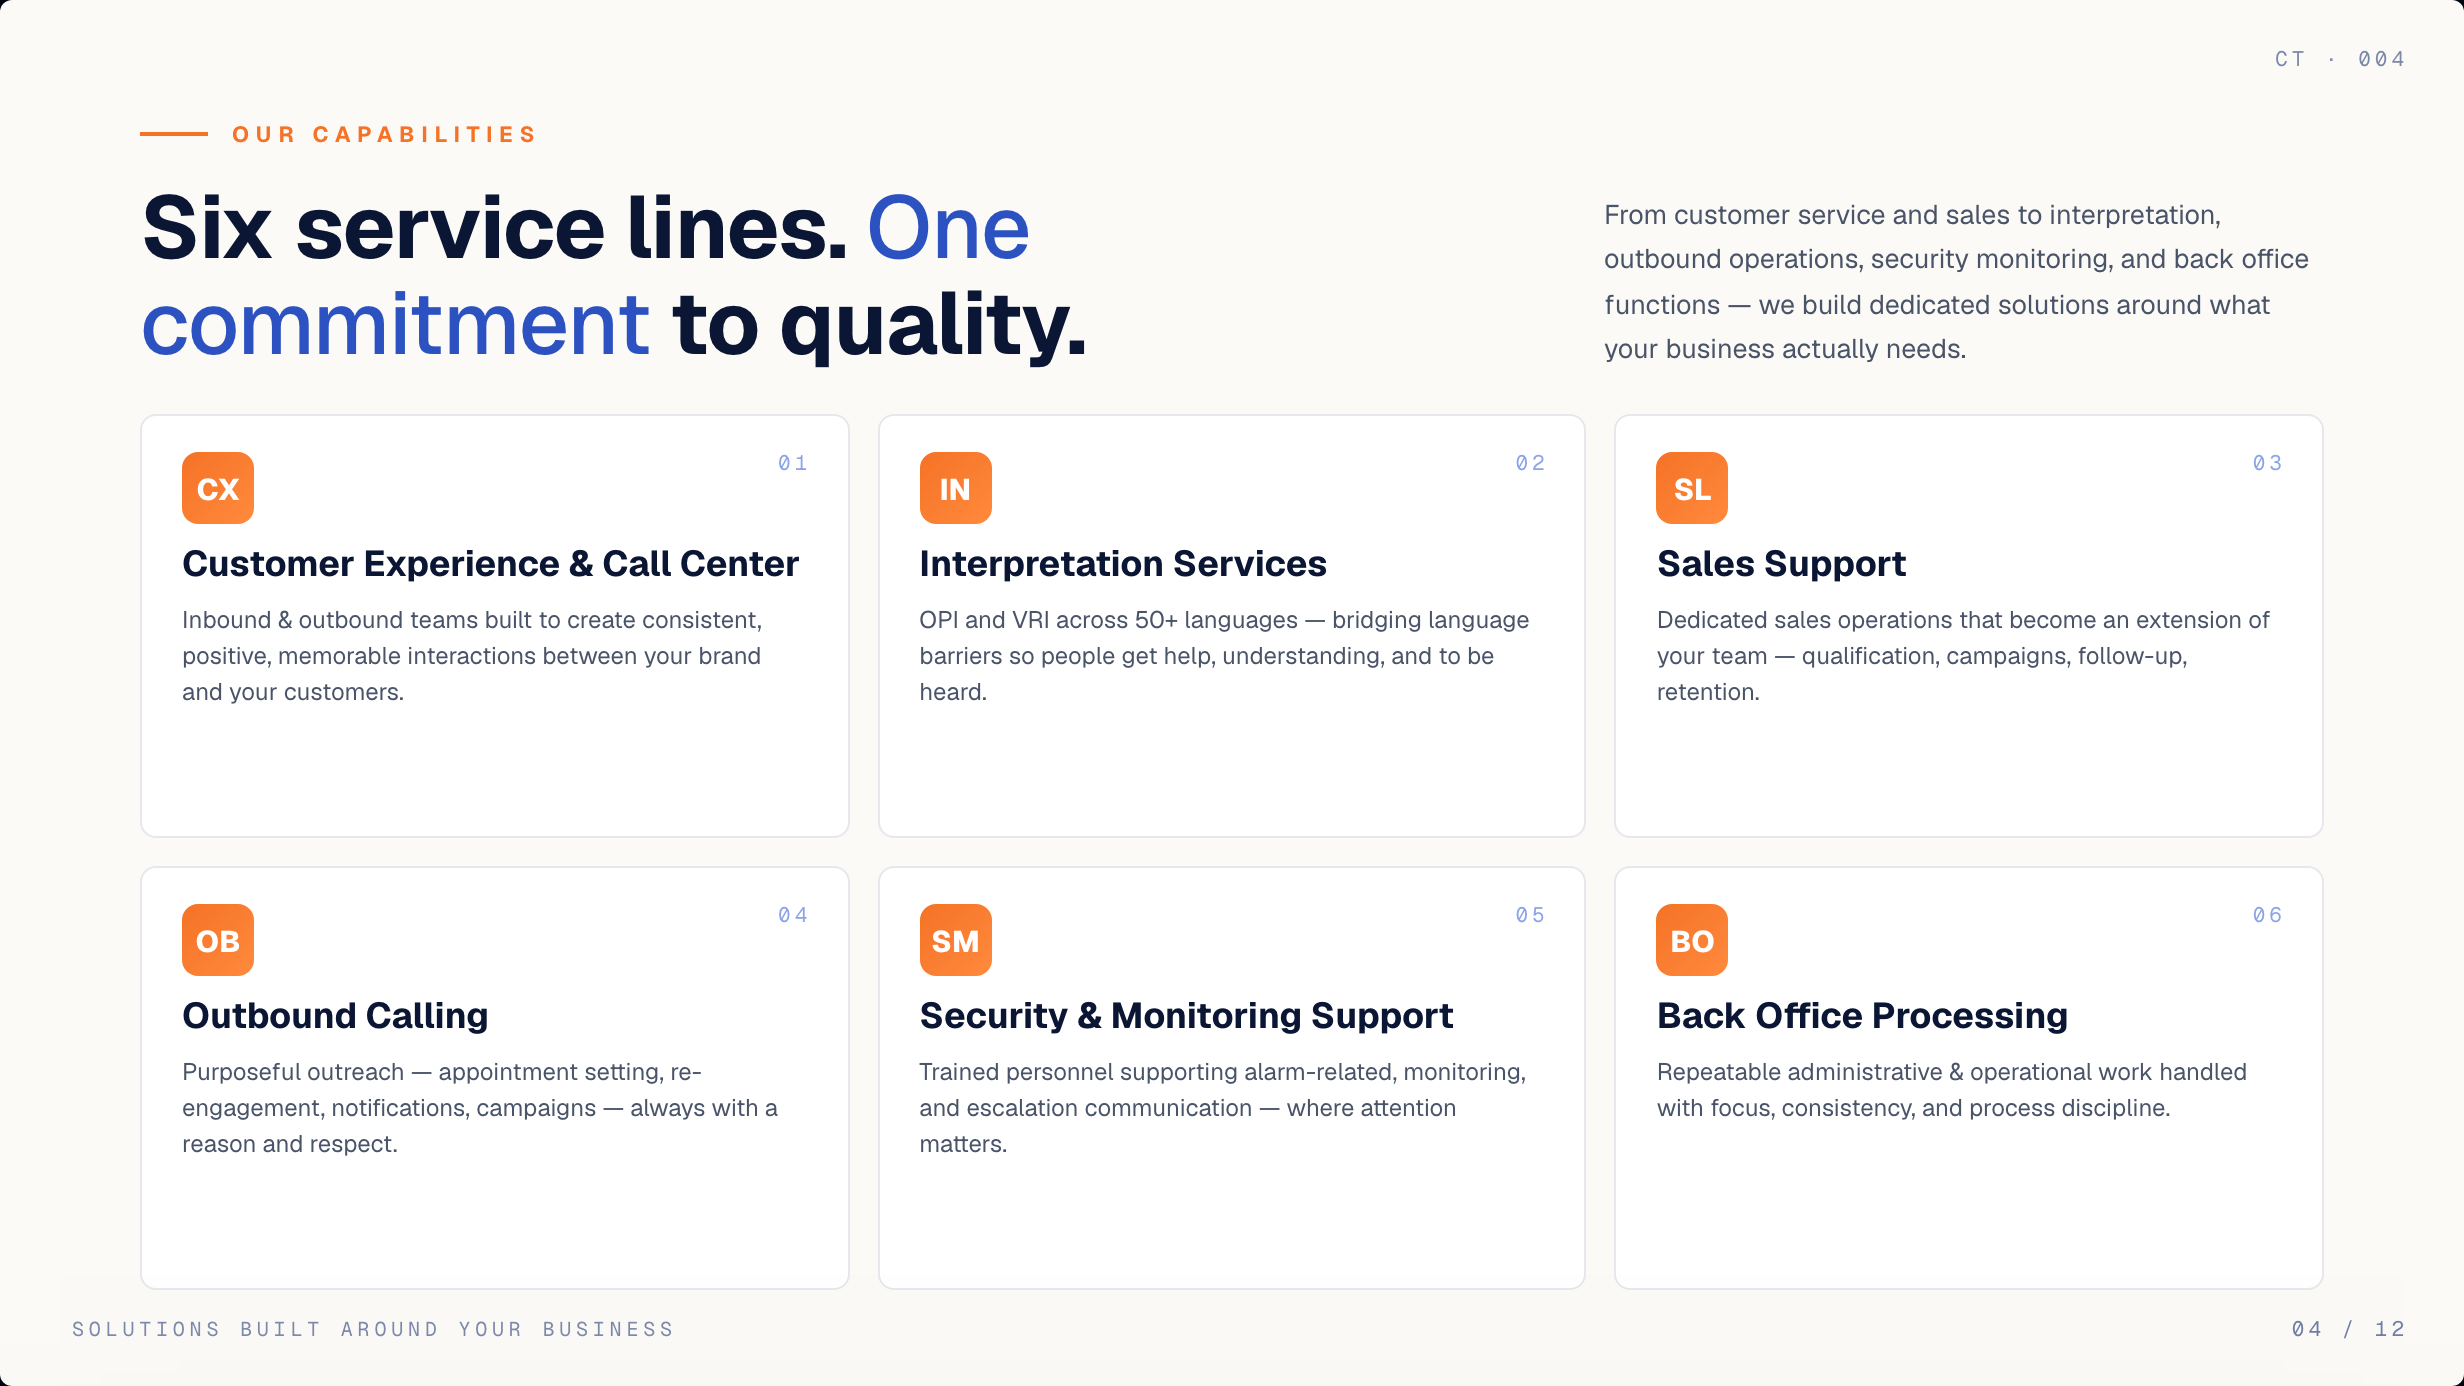 CT · 004
OUR CAPABILITIES
Six service lines. One
commitment to quality.
From customer service and sales to interpretation,
outbound operations, security monitoring, and back office
functions — we build dedicated solutions around what
your business actually needs.
CX
01
Customer Experience & Call Center
Inbound & outbound teams built to create consistent,
positive, memorable interactions between your brand
and your customers.
IN
02
Interpretation Services
OPI and VRI across 50+ languages — bridging language
barriers so people get help, understanding, and to be
heard.
SL
03
Sales Support
Dedicated sales operations that become an extension of
your team — qualification, campaigns, follow-up,
retention.
OB
04
Outbound Calling
Purposeful outreach — appointment setting, re-
engagement, notifications, campaigns — always with a
reason and respect.
SM
05
Security & Monitoring Support
Trained personnel supporting alarm-related, monitoring,
and escalation communication — where attention
matters.
BO
06
Back Office Processing
Repeatable administrative & operational work handled
with focus, consistency, and process discipline.
SOLUTIONS BUILT AROUND YOUR BUSINESS
04 / 12